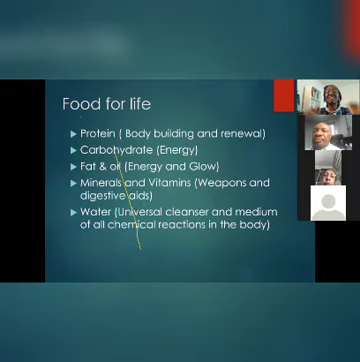 Food for life
Protein ( Body building and renewal)
Carbohydrate (Energy)
Fat & oil (Energy and Glow)
Minerals and Vitamins (Weapons and
digestive aids)
Water (Universal cleanser and medium
of all chemical reactions in the body)